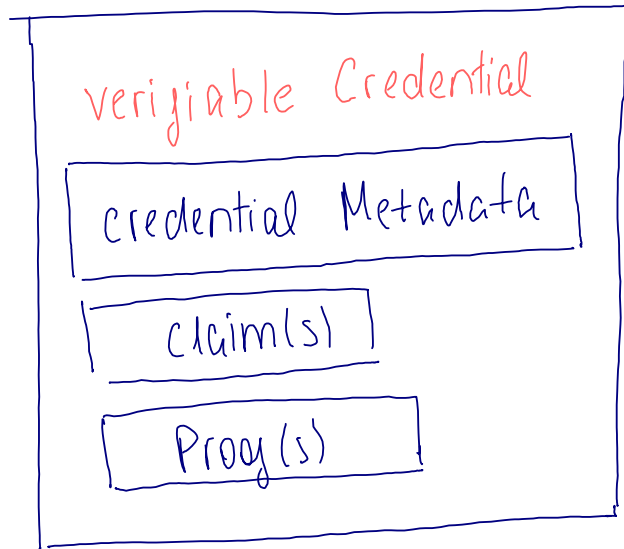 verifiable Credential
credential Metadata
claim(s)
Proof(s)